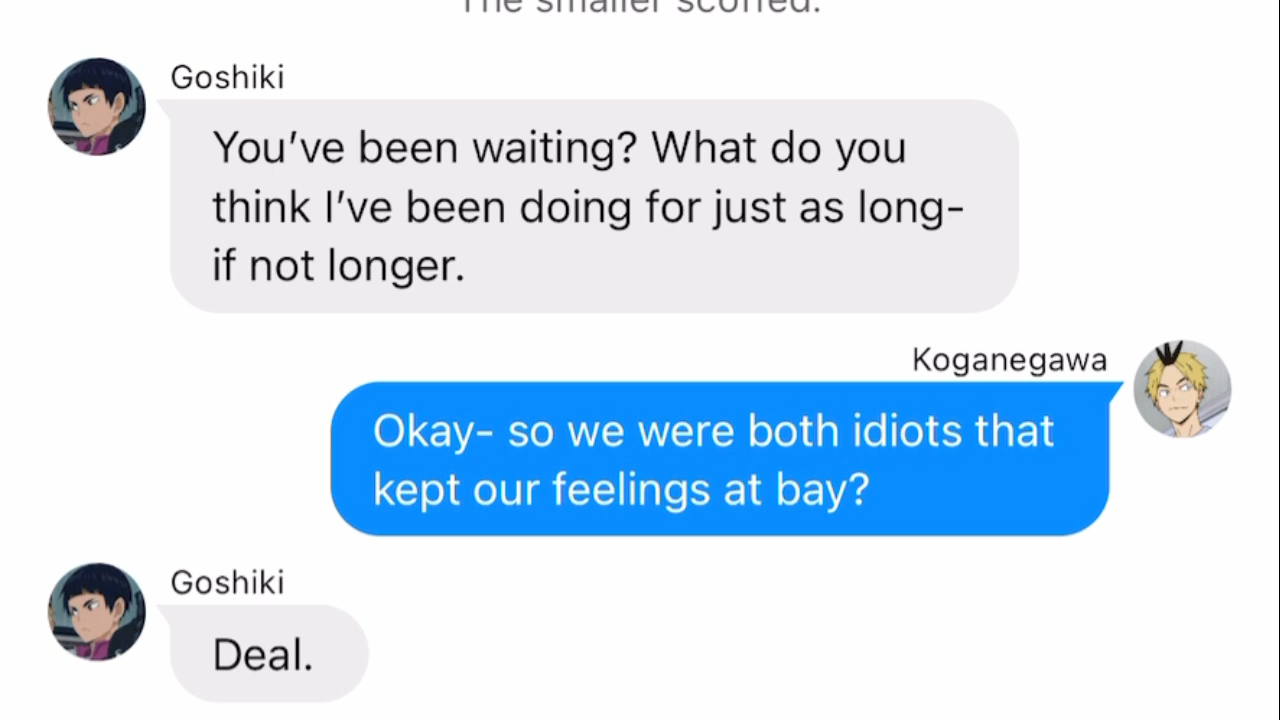 The smaller scoffed.
Goshiki
You’ve been waiting? What do you
think I’ve been doing for just as long-
if not longer.
Koganegawa
Okay- so we were both idiots that
kept our feelings at bay?
Goshiki
Deal.